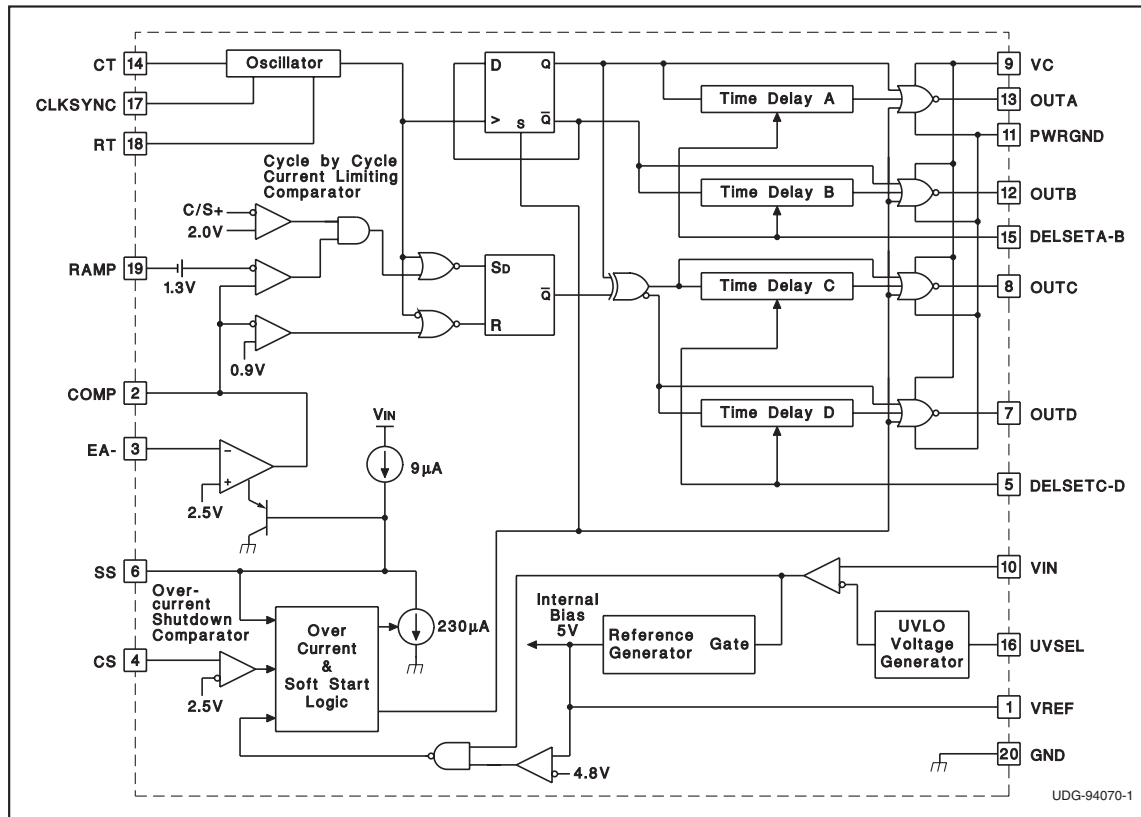 CT 14
Oscillator
CLKSYNC 17
RT 18
D Q
> S Q̅
Time Delay A
9 VC
13 OUTA
11 PWRGND
Cycle by Cycle
Current Limiting
Comparator
C/S+
2.0V
Time Delay B
12 OUTB
15 DELSETA-B
RAMP 19
1.3V
SD
Q̅
R
Time Delay C
8 OUTC
0.9V
COMP 2
EA- 3
−
+
2.5V
VIN
9μA
Time Delay D
7 OUTD
5 DELSETC-D
SS 6
Over-
current
Shutdown
Comparator
CS 4
2.5V
Over
Current
&
Soft Start
Logic
230μA
Internal
Bias
5V
Reference
Generator
Gate
10 VIN
UVLO
Voltage
Generator
16 UVSEL
1 VREF
4.8V
20 GND
UDG-94070-1